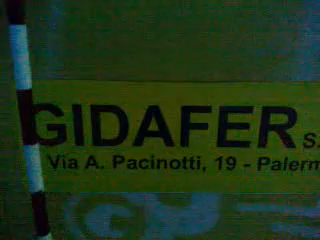 GIDAFER S.
Via A. Pacinotti, 19 - Palerm